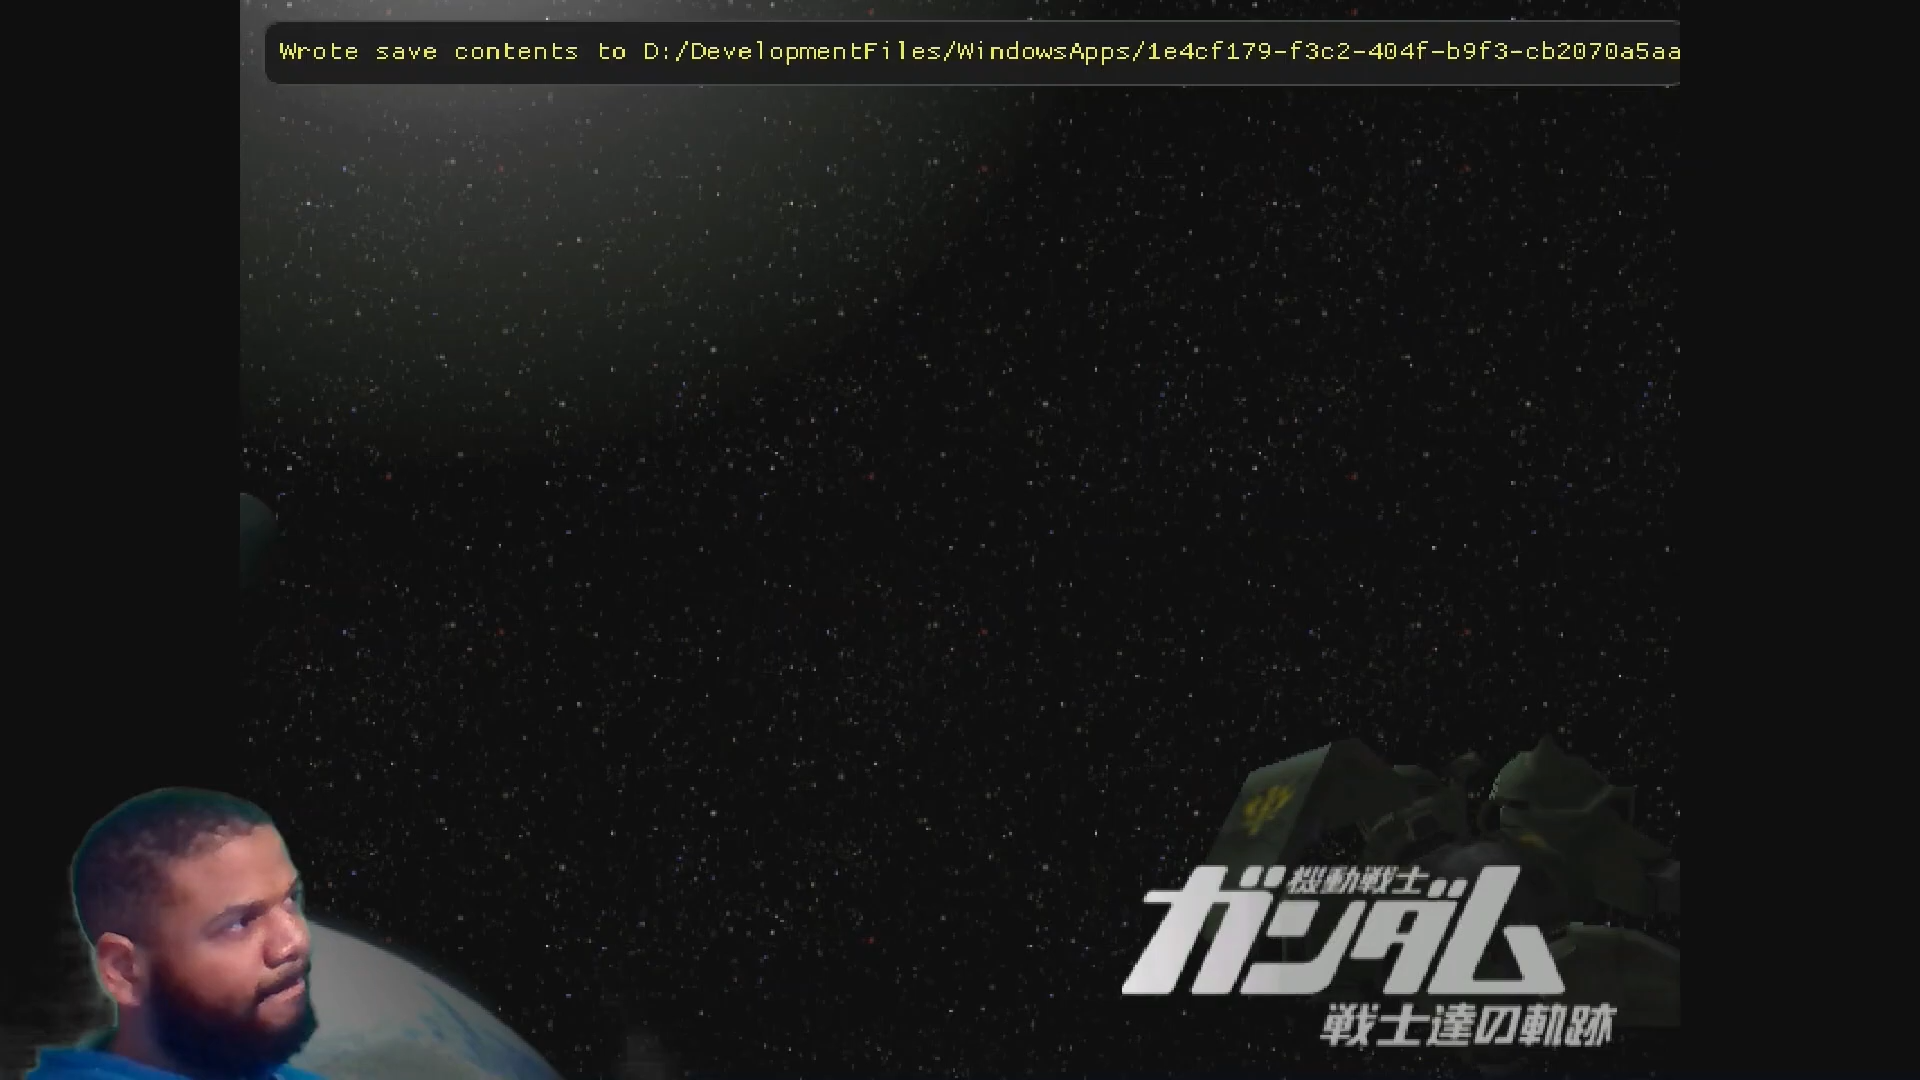 Wrote save contents to D:/DevelopmentFiles/WindowsApps/1e4cf179-f3c2-404f-b9f3-cb2070a5aa
機動戦士
ガンダム
戦士達の軌跡